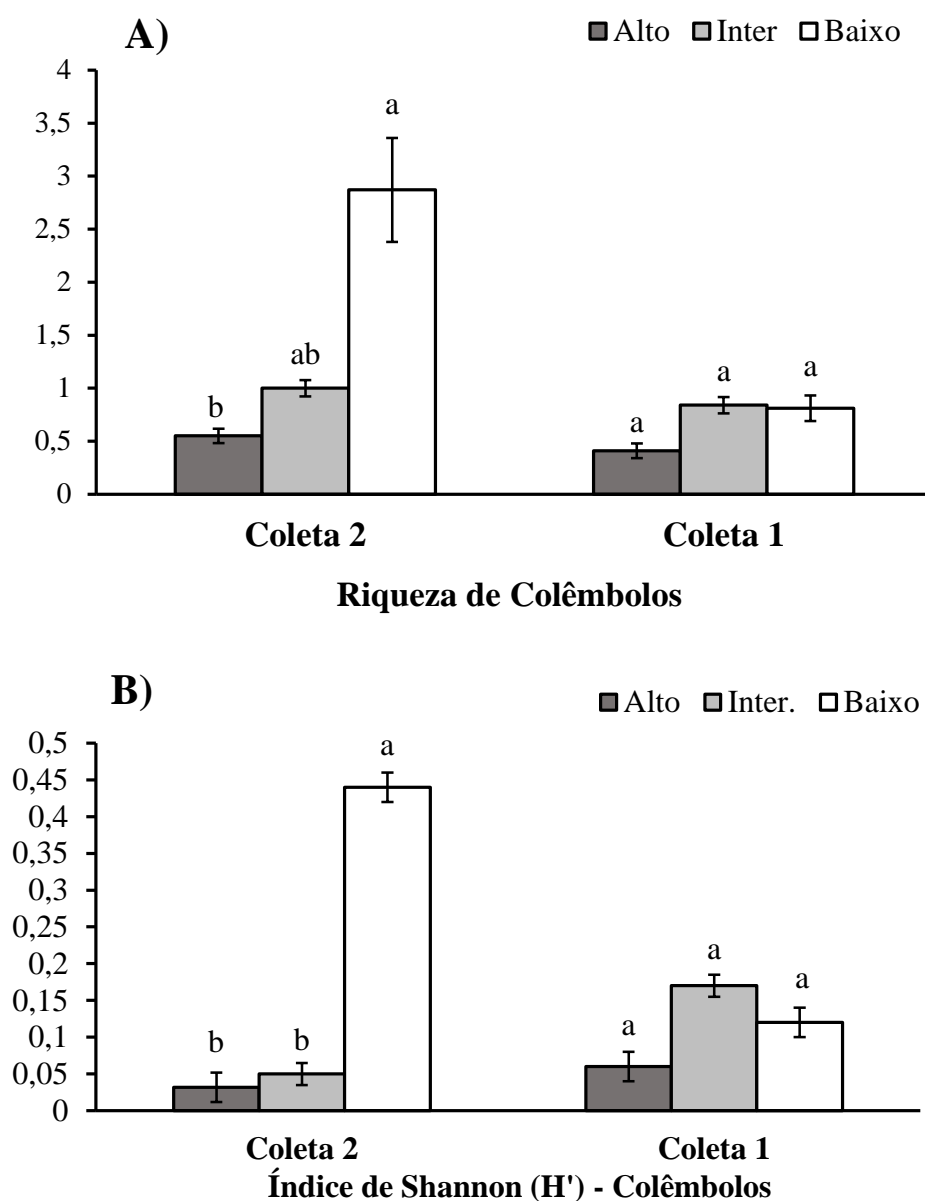 A)
Alto Inter Baixo
4
3,5
3
2,5
2
1,5
1
0,5
0
b ab a a a a
Coleta 2 Coleta 1
Riqueza de Colêmbolos
B)
Alto Inter. Baixo
0,5
0,45
0,4
0,35
0,3
0,25
0,2
0,15
0,1
0,05
0
b b a a a a
Coleta 2 Coleta 1
Índice de Shannon (H') - Colêmbolos